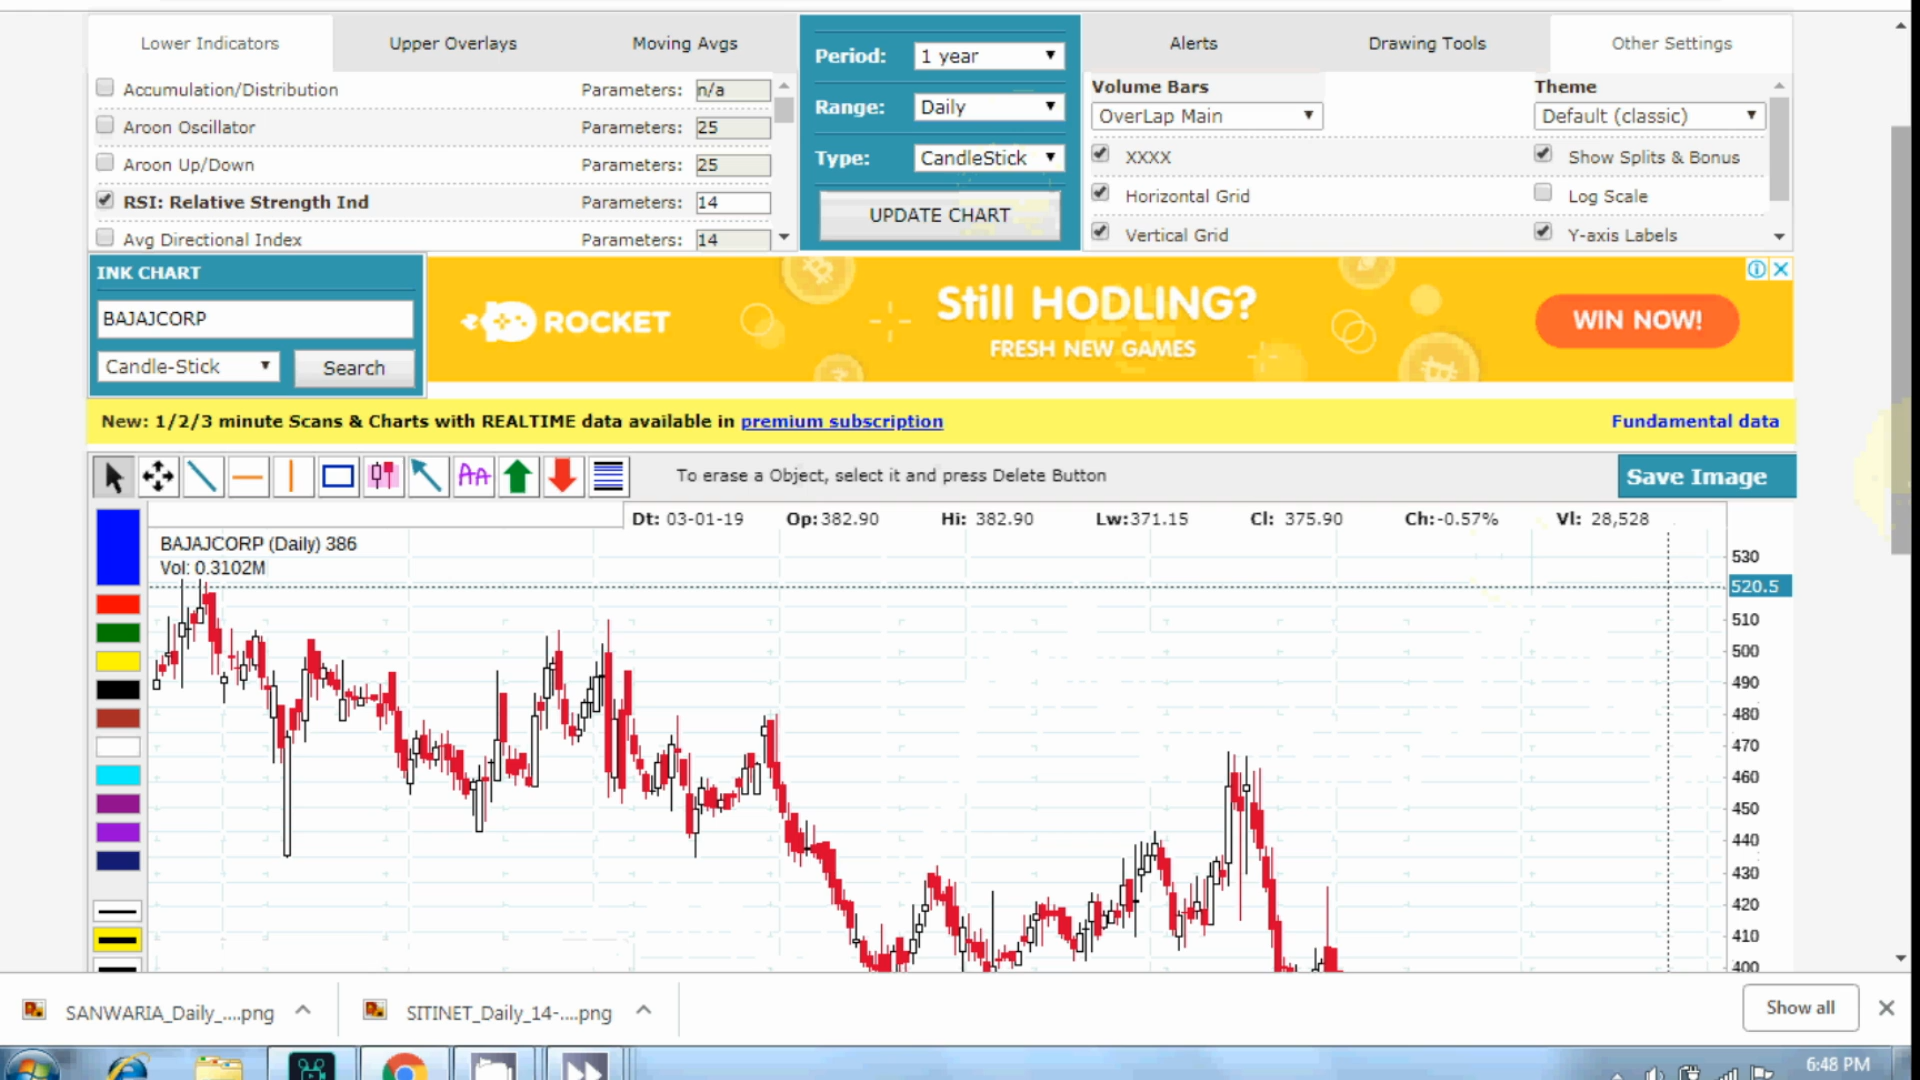 Lower Indicators
Upper Overlays
Moving Avgs
Accumulation/Distribution Parameters: n/a
Aroon Oscillator Parameters: 25
Aroon Up/Down Parameters: 25
RSI: Relative Strength Ind Parameters: 14
Avg Directional Index Parameters: 14
Period: 1 year
Range: Daily
Type: CandleStick
UPDATE CHART
Alerts
Drawing Tools
Other Settings
Volume Bars
OverLap Main
XXXX
Horizontal Grid
Vertical Grid
Theme
Default (classic)
Show Splits & Bonus
Log Scale
Y-axis Labels
INK CHART
BAJAJCORP
Candle-Stick
Search
ROCKET
Still HODLING?
FRESH NEW GAMES
WIN NOW!
New: 1/2/3 minute Scans & Charts with REALTIME data available in premium subscription
Fundamental data
AA
To erase a Object, select it and press Delete Button
Save Image
Dt: 03-01-19 Op:382.90 Hi: 382.90 Lw:371.15 Cl: 375.90 Ch:-0.57% Vl: 28,528
BAJAJCORP (Daily) 386
Vol: 0.3102M
530
520.5
510
500
490
480
470
460
450
440
430
420
410
400
SANWARIA_Daily_....png
SITINET_Daily_14-....png
Show all
6:48 PM